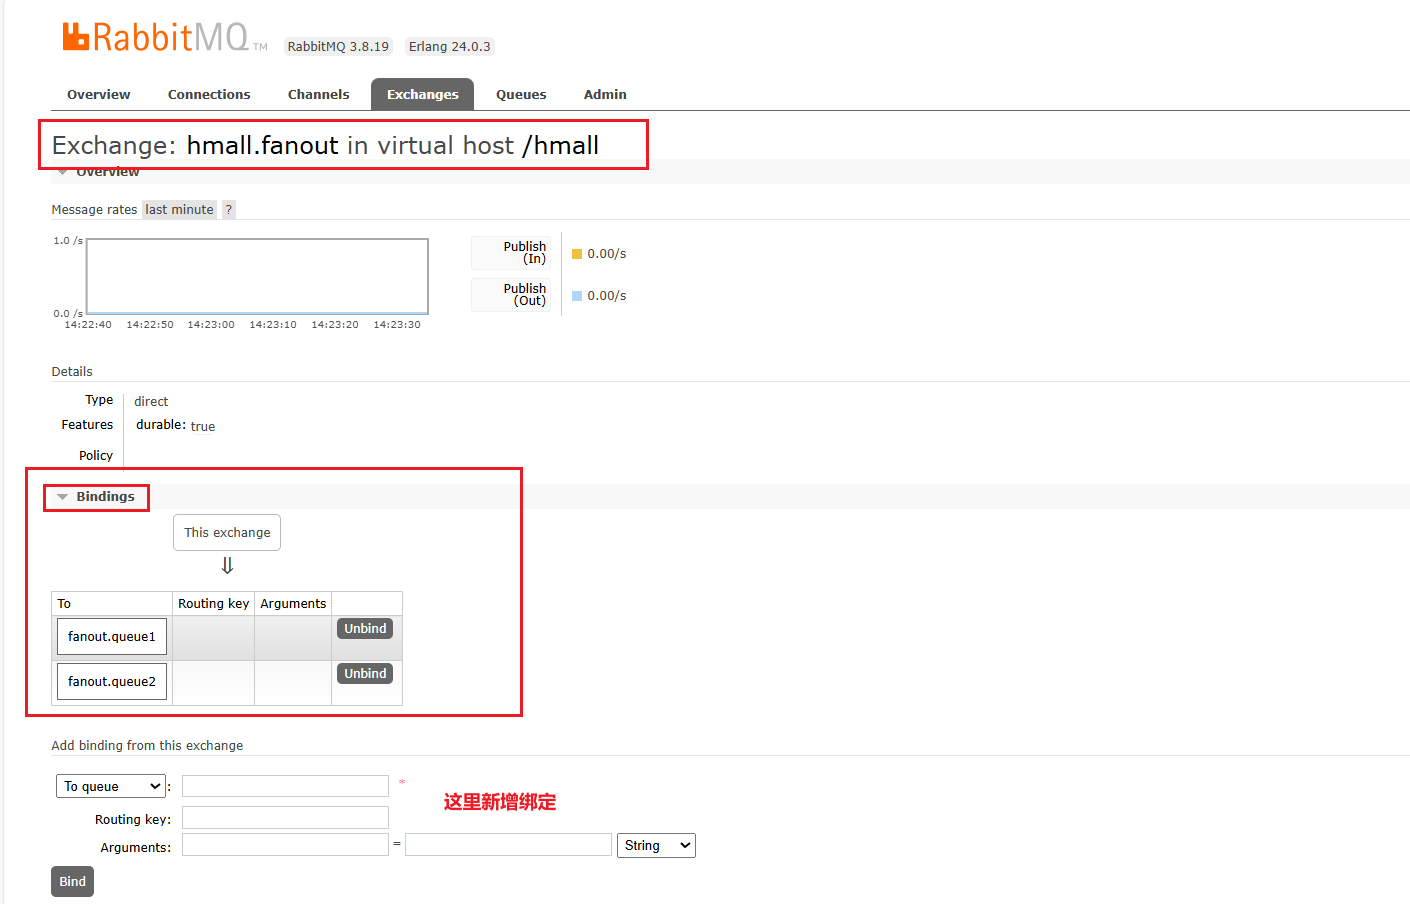 RabbitMQ TM RabbitMQ 3.8.19 Erlang 24.0.3
Overview Connections Channels Exchanges Queues Admin
Exchange: hmall.fanout in virtual host /hmall
Overview
Message rates last minute ?
1.0 /s
0.0 /s
14:22:40 14:22:50 14:23:00 14:23:10 14:23:20 14:23:30
Publish
(In)
0.00/s
Publish
(Out)
0.00/s
Details
Type direct
Features durable: true
Policy
Bindings
This exchange
⇓
To Routing key Arguments
fanout.queue1 Unbind
fanout.queue2 Unbind
Add binding from this exchange
To queue : *
这里新增绑定
Routing key:
Arguments: = String
Bind